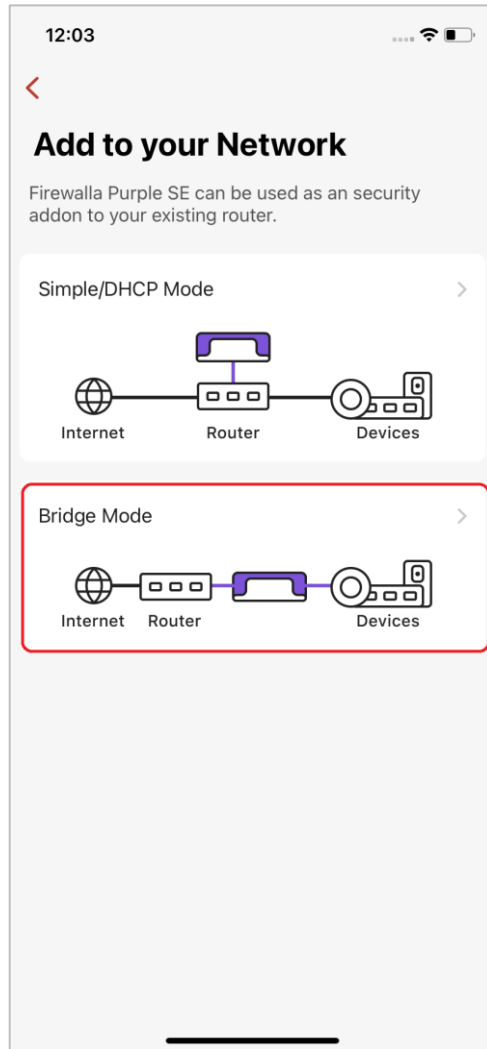 12:03
Add to your Network
Firewalla Purple SE can be used as an security
addon to your existing router.
Simple/DHCP Mode
Internet Router Devices
Bridge Mode
Internet Router Devices